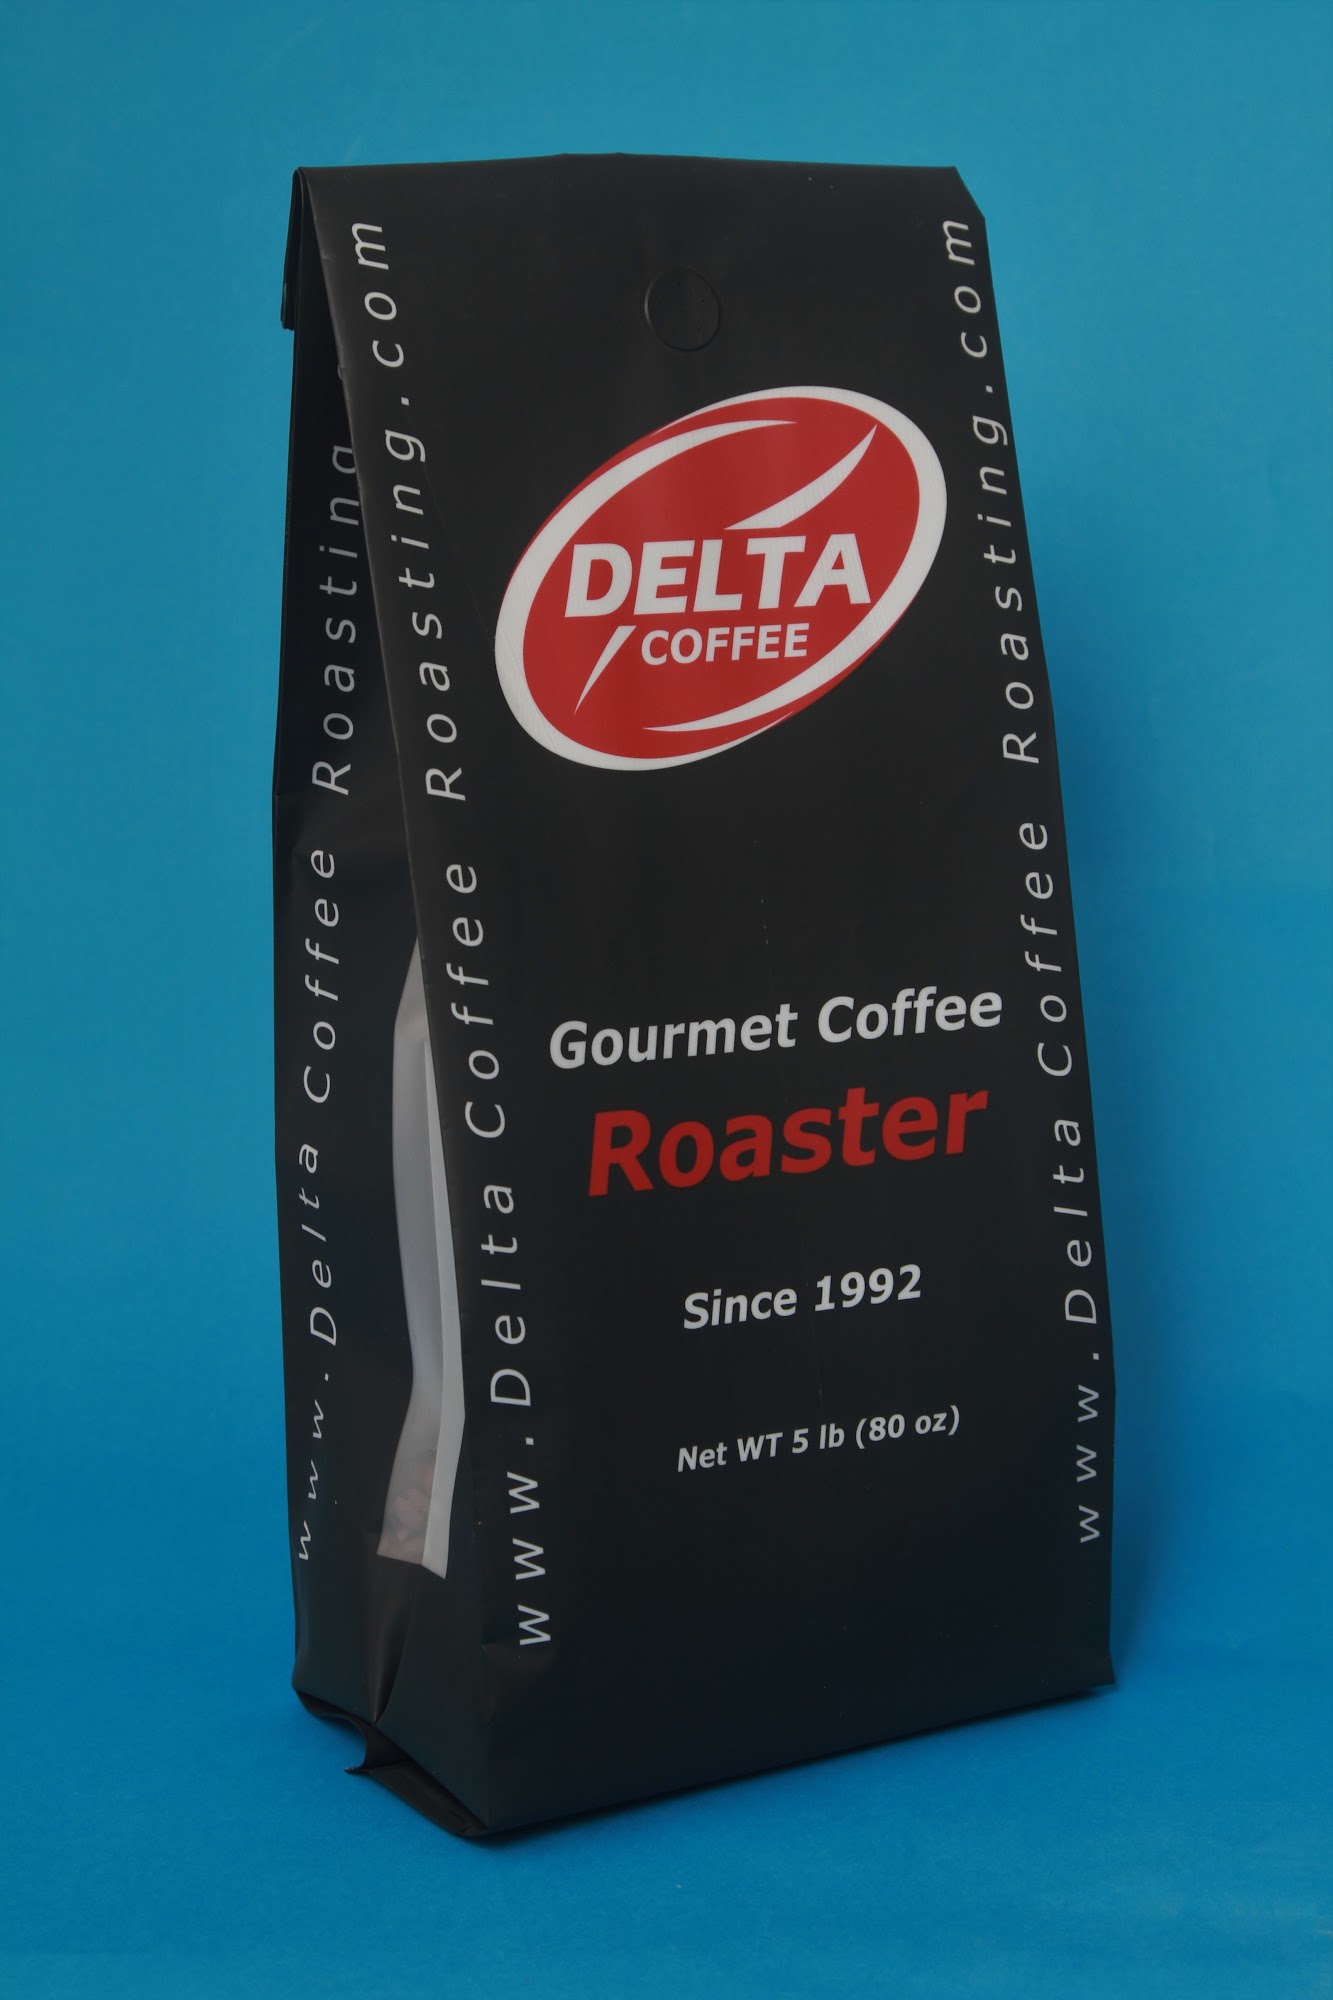 DELTA
COFFEE
Gourmet Coffee
Roaster
Since 1992
Net WT 5 lb (80 oz)
www.Delta Coffee Roasting.
www.Delta Coffee Roasting.com
www.Delta Coffee Roasting.com